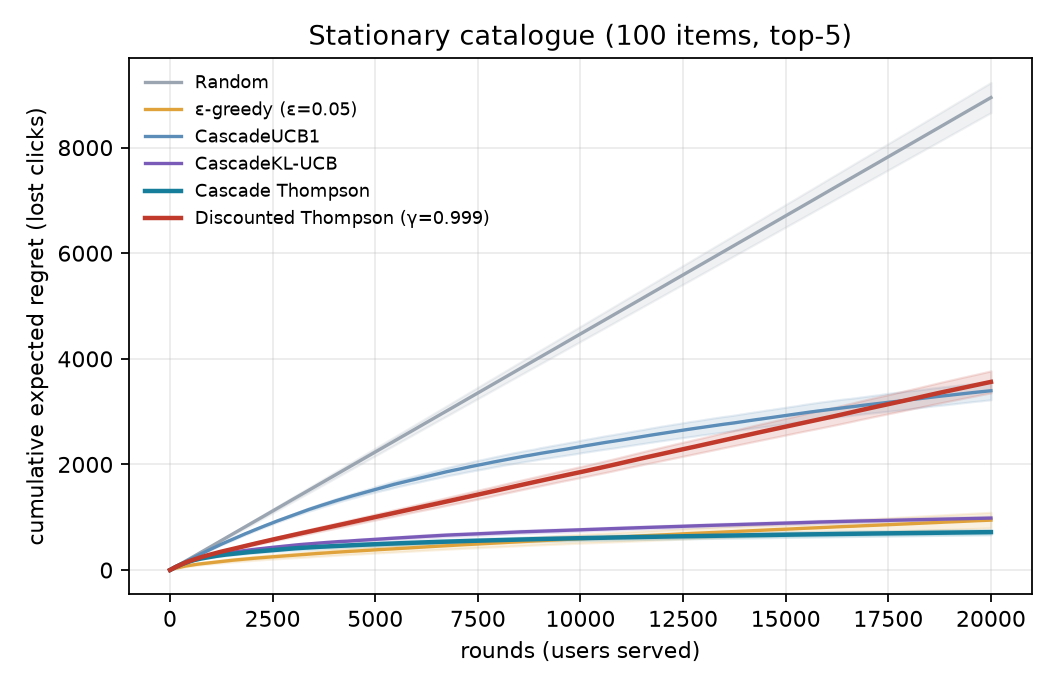 Stationary catalogue (100 items, top-5)
Random
ε-greedy (ε=0.05)
CascadeUCB1
CascadeKL-UCB
Cascade Thompson
Discounted Thompson (γ=0.999)
cumulative expected regret (lost clicks)
8000
6000
4000
2000
0
0 2500 5000 7500 10000 12500 15000 17500 20000
rounds (users served)